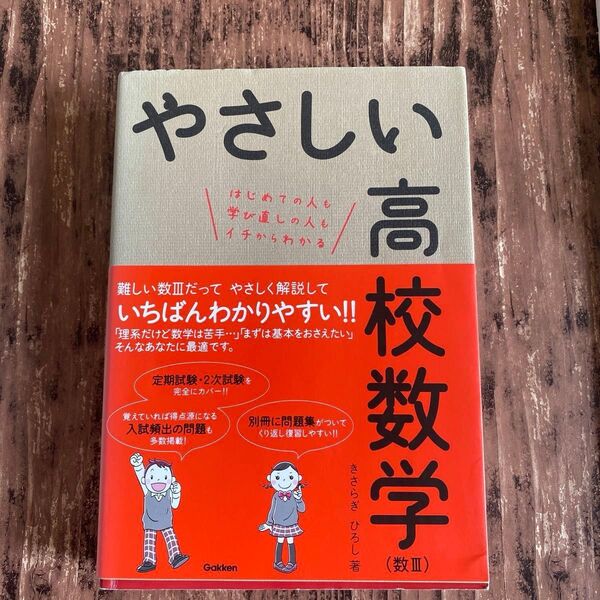 やさしい
高校数学
(数Ⅲ)
はじめての人も
学び直しの人も
イチからわかる
難しい数Ⅲだって やさしく解説して
いちばんわかりやすい!!
「理系だけど数学は苦手…」「まずは基本をおさえたい」
そんなあなたに最適です。
定期試験・2次試験を
完全にカバー!!
覚えていれば得点源になる
入試頻出の問題も
多数掲載!
別冊に問題集がついて
くり返し復習しやすい!!
きさらぎ ひろし 著
Gakken